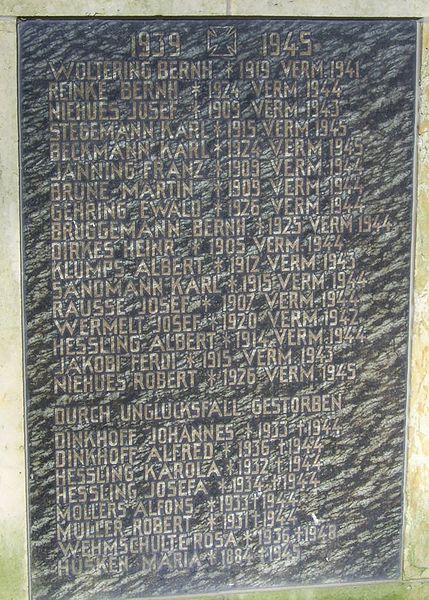 1939 1945
WOLTERING BERNH * 1919 VERM 1941
REINKE BERNH * 1924 VERM 1944
NIEHUES JOSEF * 1909 VERM 1943
STEGEMANN KARL * 1915 VERM 1945
BECKMANN KARL * 1924 VERM 1945
JANNING FRANZ * 1909 VERM 1944
BRÜNE MARTIN * 1909 VERM 1944
GEHRING EWALD * 1926 VERM 1944
BRÜGGEMANN BERNH * 1925 VERM 1944
DIRKES HEINR * 1905 VERM 1944
KLUMPS ALBERT * 1912 VERM 1943
SANDMANN KARL * 1915 VERM 1944
RAUSSE JOSEF * 1907 VERM 1944
WERMELT JOSEF * 1920 VERM 1942
HESSLING ALBERT * 1914 VERM 1944
JAKOBI FERDI * 1915 VERM 1943
NIEHUES ROBERT * 1926 VERM 1945
DURCH UNGLÜCKSFALL GESTORBEN
DINKHOFF JOHANNES * 1933 † 1944
DINKHOFF ALFRED * 1936 † 1944
HESSLING KAROLA * 1932 † 1944
HESSLING JOSEFA * 1934 † 1944
MÖLLERS ALFONS * 1933 † 1944
MÜLLER ROBERT * 1931 † 1944
WEHMSCHULTE ROSA * 1936 † 1948
HÜSKEN MARIA * 1884 † 1945